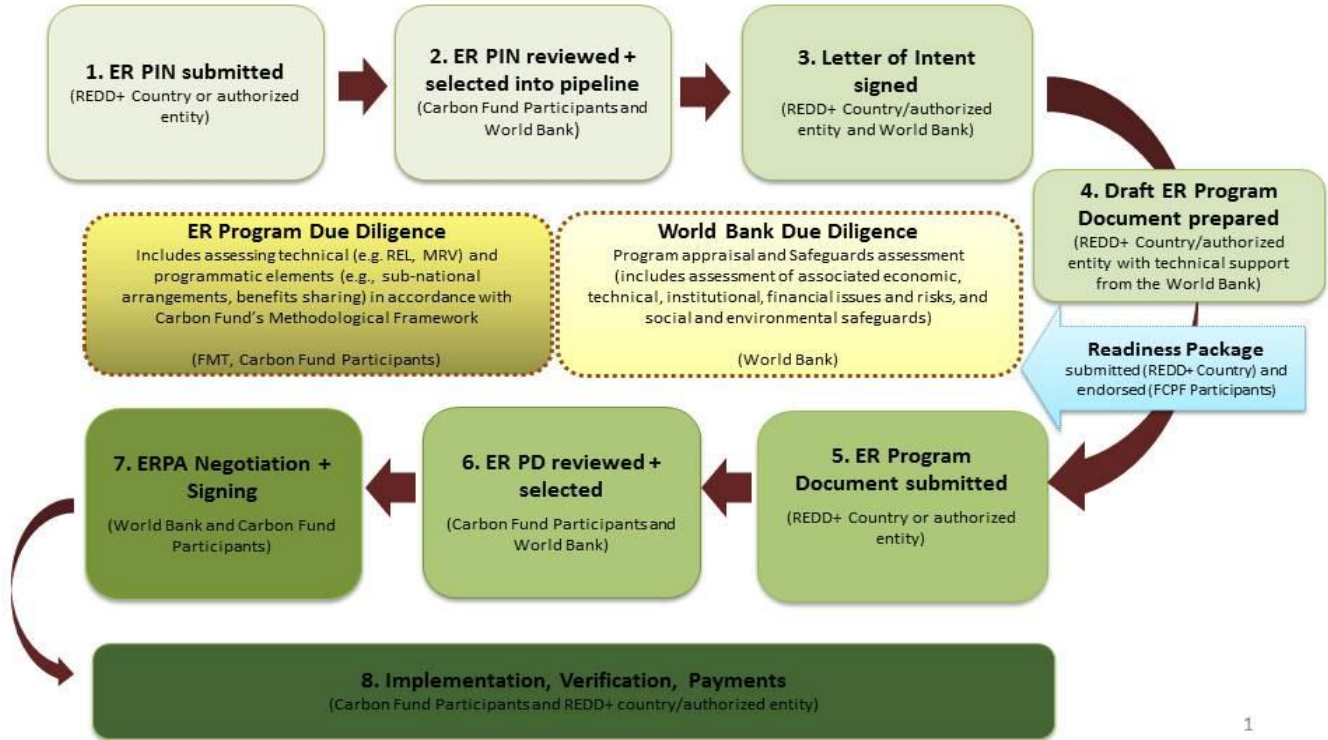 1. ER PIN submitted
(REDD+ Country or authorized
entity)
2. ER PIN reviewed +
selected into pipeline
(Carbon Fund Participants and
World Bank)
3. Letter of Intent
signed
(REDD+ Country/authorized
entity and World Bank)
4. Draft ER Program
Document prepared
(REDD+ Country/authorized
entity with technical support
from the World Bank)
ER Program Due Diligence
Includes assessing technical (e.g. REL, MRV) and
programmatic elements (e.g., sub-national
arrangements, benefits sharing) in accordance with
Carbon Fund's Methodological Framework
(FMT, Carbon Fund Participants)
World Bank Due Diligence
Program appraisal and Safeguards assessment
(includes assessment of associated economic,
technical, institutional, financial issues and risks, and
social and environmental safeguards)
(World Bank)
Readiness Package
submitted (REDD+ Country) and
endorsed (FCPF Participants)
5. ER Program
Document submitted
(REDD+ Country or authorized
entity)
6. ER PD reviewed +
selected
(Carbon Fund Participants and
World Bank)
7. ERPA Negotiation +
Signing
(World Bank and Carbon Fund
Participants)
8. Implementation, Verification, Payments
(Carbon Fund Participants and REDD+ country/authorized entity)
1